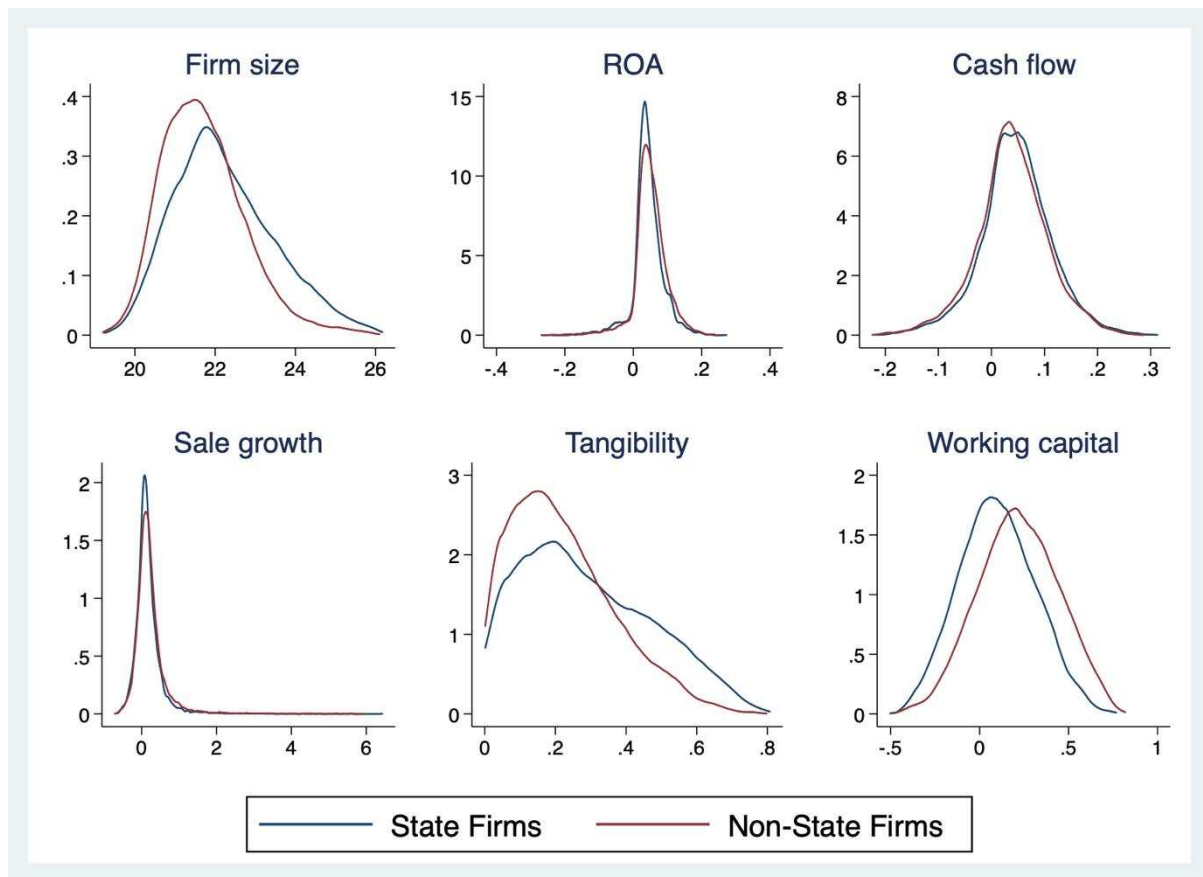 Firm size
.4
.3
.2
.1
0
20 22 24 26
ROA
15
10
5
0
-.4 -.2 0 .2 .4
Cash flow
8
6
4
2
0
-.2 -.1 0 .1 .2 .3
Sale growth
2
1.5
1
.5
0
0 2 4 6
Tangibility
3
2
1
0
0 .2 .4 .6 .8
Working capital
2
1.5
1
.5
0
-.5 0 .5 1
State Firms Non-State Firms